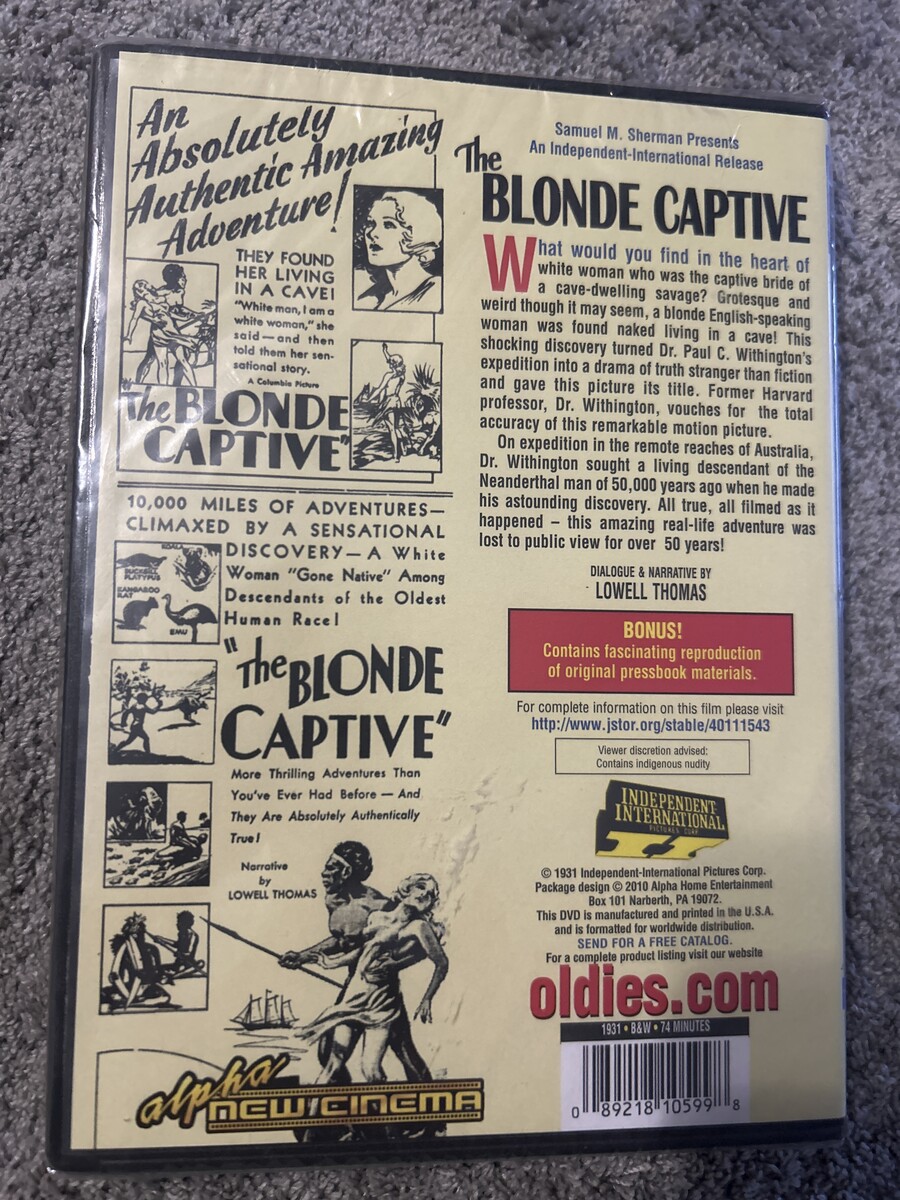 An
Absolutely
Authentic Amazing
Adventure!
THEY FOUND
HER LIVING
IN A CAVE!
"White man, I am a
white woman," she
said — and then
told them her sen-
sational story.
A Columbia Picture
The BLONDE
CAPTIVE"
10,000 MILES OF ADVENTURES—
CLIMAXED BY A SENSATIONAL
DISCOVERY—A White
Woman "Gone Native" Among
Descendants of the Oldest
Human Race!
KOALA
DUCKBILL
PLATYPUS
KANGAROO
RAT
EMU
"The BLONDE
CAPTIVE"
More Thrilling Adventures Than
You've Ever Had Before — And
They Are Absolutely Authentically
True!
Narrative
by
LOWELL THOMAS
alpha
NEW CINEMA
Samuel M. Sherman Presents
An Independent-International Release
The
BLONDE CAPTIVE
What would you find in the heart of
white woman who was the captive bride of
a cave-dwelling savage? Grotesque and
weird though it may seem, a blonde English-speaking
woman was found naked living in a cave! This
shocking discovery turned Dr. Paul C. Withington's
expedition into a drama of truth stranger than fiction
and gave this picture its title. Former Harvard
professor, Dr. Withington, vouches for the total
accuracy of this remarkable motion picture.
On expedition in the remote reaches of Australia,
Dr. Withington sought a living descendant of the
Neanderthal man of 50,000 years ago when he made
his astounding discovery. All true, all filmed as it
happened – this amazing real-life adventure was
lost to public view for over 50 years!
DIALOGUE & NARRATIVE BY
LOWELL THOMAS
BONUS!
Contains fascinating reproduction
of original pressbook materials.
For complete information on this film please visit
http://www.jstor.org/stable/40111543
Viewer discretion advised:
Contains indigenous nudity
INDEPENDENT
INTERNATIONAL
PICTURES CORP
© 1931 Independent-International Pictures Corp.
Package design © 2010 Alpha Home Entertainment
Box 101 Narberth, PA 19072.
This DVD is manufactured and printed in the U.S.A.
and is formatted for worldwide distribution.
SEND FOR A FREE CATALOG.
For a complete product listing visit our website
oldies.com
1931 • B&W • 74 MINUTES
0 89218 10599 8